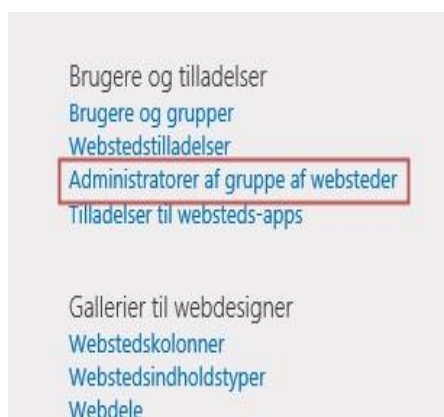 Brugere og tilladelser
Brugere og grupper
Webstedstilladelser
Administratorer af gruppe af websteder
Tilladelser til websteds-apps
Gallerier til webdesigner
Webstedskolonner
Webstedsindholdstyper
Webdele